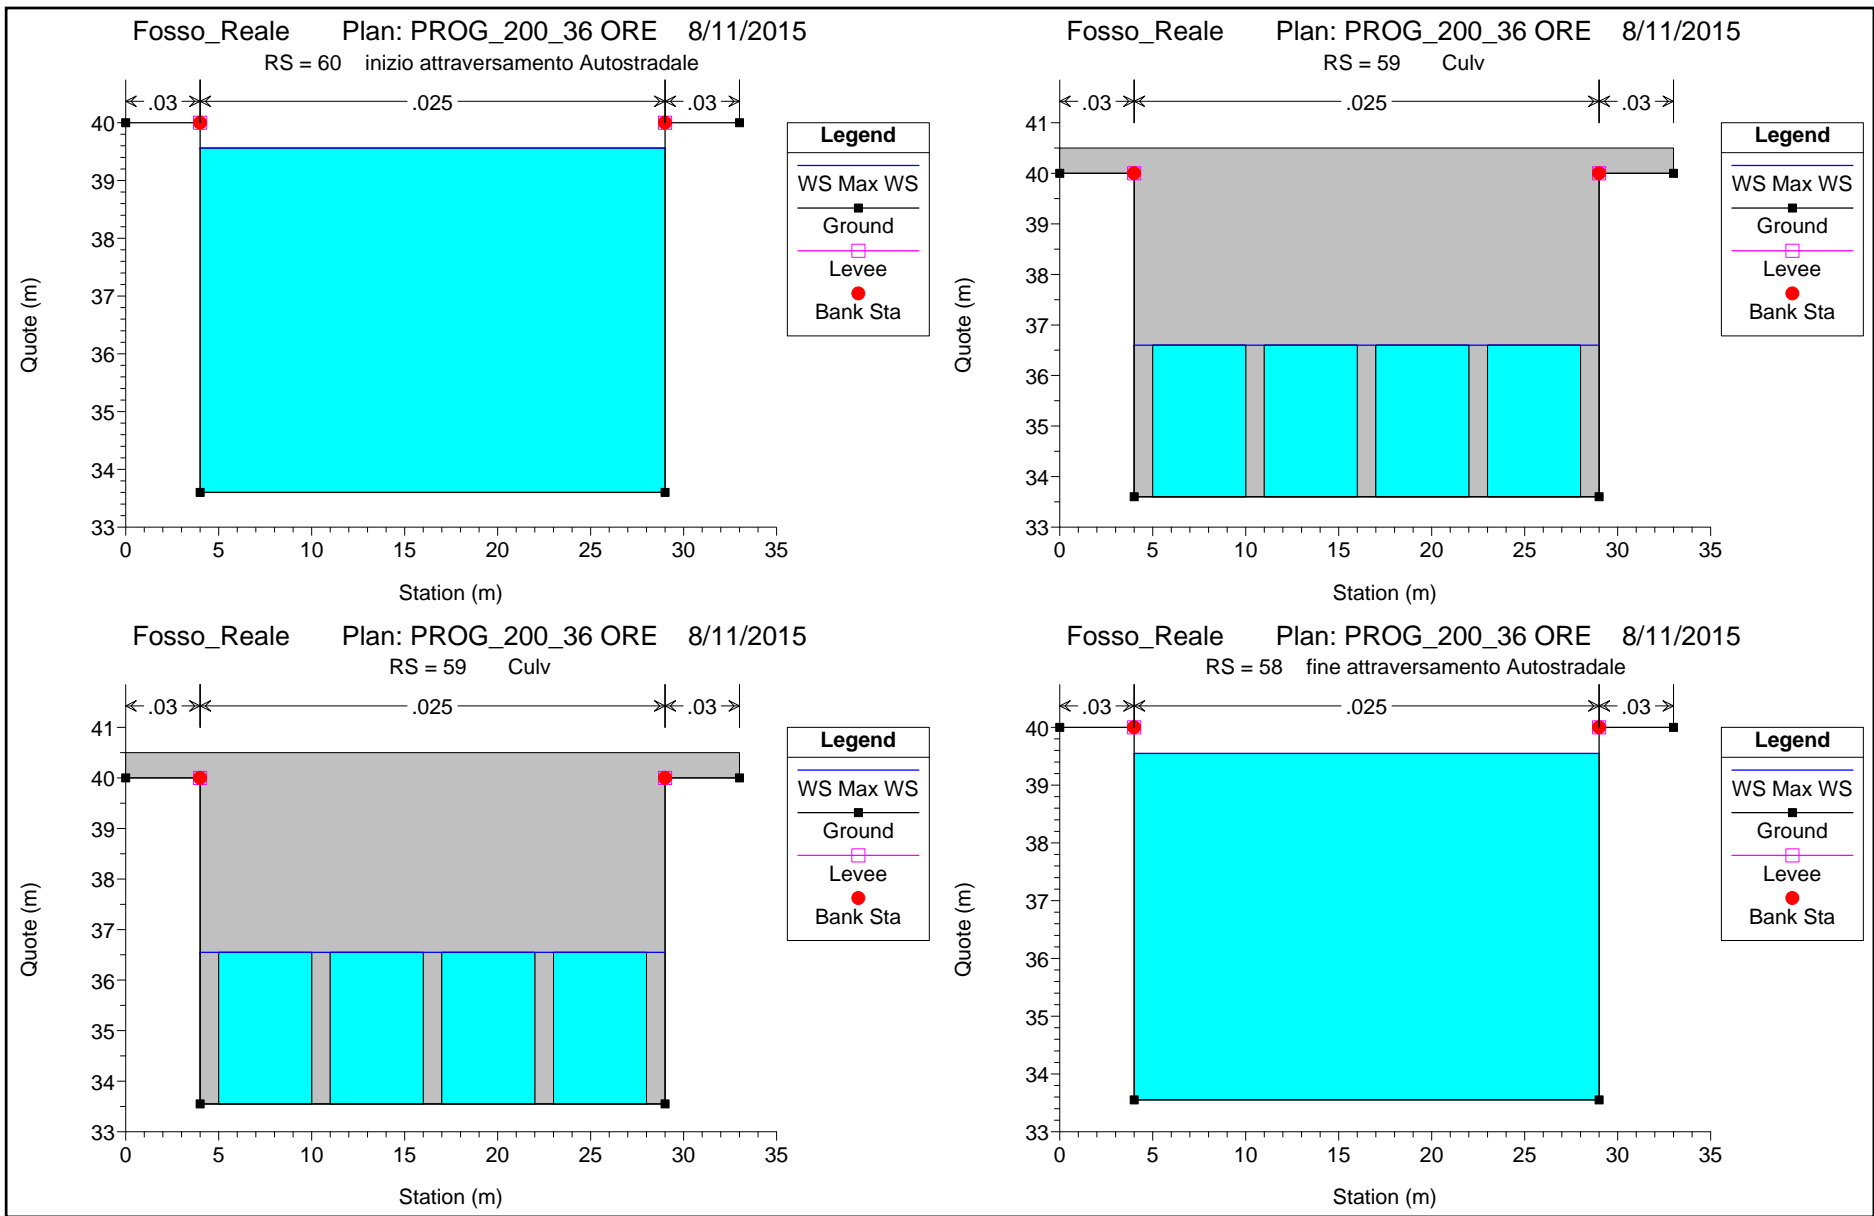 Fosso_Reale Plan: PROG_200_36 ORE 8/11/2015
RS = 60 inizio attraversamento Autostradale
.03 .025 .03
40
39
38
37
36
35
34
33
0 5 10 15 20 25 30 35
Station (m)
Quote (m)
Legend
WS Max WS
Ground
Levee
Bank Sta
Fosso_Reale Plan: PROG_200_36 ORE 8/11/2015
RS = 59 Culv
.03 .025 .03
41
40
39
38
37
36
35
34
33
0 5 10 15 20 25 30 35
Station (m)
Quote (m)
Legend
WS Max WS
Ground
Levee
Bank Sta
Fosso_Reale Plan: PROG_200_36 ORE 8/11/2015
RS = 59 Culv
.03 .025 .03
41
40
39
38
37
36
35
34
33
0 5 10 15 20 25 30 35
Station (m)
Quote (m)
Legend
WS Max WS
Ground
Levee
Bank Sta
Fosso_Reale Plan: PROG_200_36 ORE 8/11/2015
RS = 58 fine attraversamento Autostradale
.03 .025 .03
40
39
38
37
36
35
34
33
0 5 10 15 20 25 30 35
Station (m)
Quote (m)
Legend
WS Max WS
Ground
Levee
Bank Sta